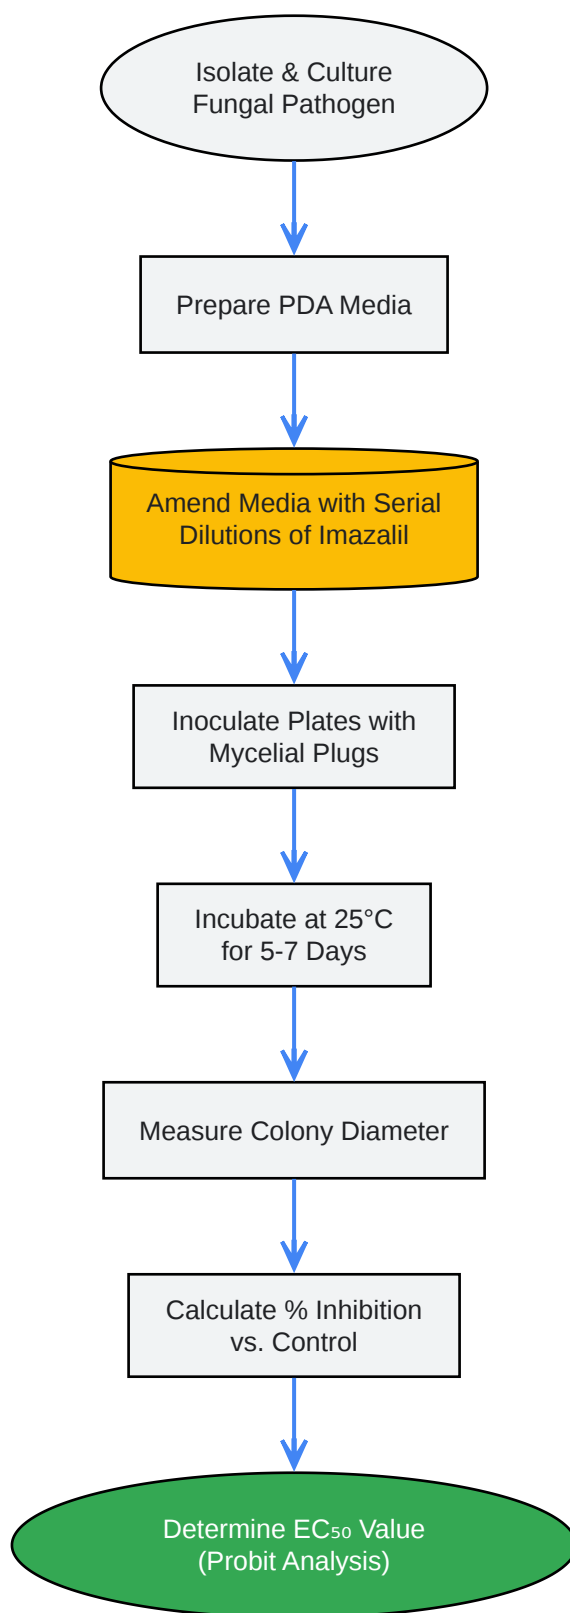 Isolate & Culture
Fungal Pathogen
Prepare PDA Media
Amend Media with Serial
Dilutions of Imazalil
Inoculate Plates with
Mycelial Plugs
Incubate at 25°C
for 5-7 Days
Measure Colony Diameter
Calculate % Inhibition
vs. Control
Determine EC₅₀ Value
(Probit Analysis)